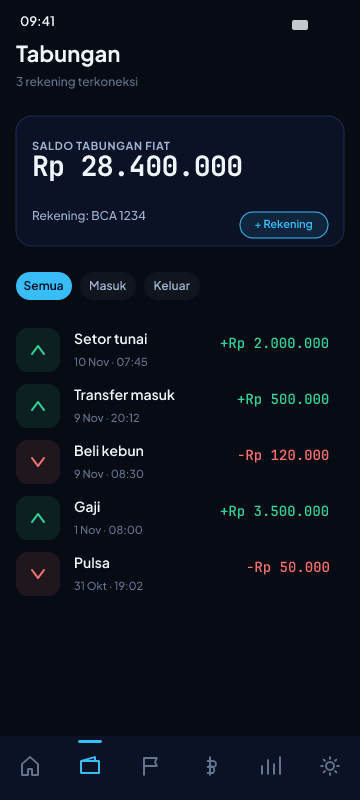 09:41
Tabungan
3 rekening terkoneksi
SALDO TABUNGAN FIAT
Rp 28.400.000
Rekening: BCA 1234
+ Rekening
Semua
Masuk
Keluar
Setor tunai
+Rp 2.000.000
10 Nov · 07:45
Transfer masuk
+Rp 500.000
9 Nov · 20:12
Beli kebun
-Rp 120.000
9 Nov · 08:30
Gaji
+Rp 3.500.000
1 Nov · 08:00
Pulsa
-Rp 50.000
31 Okt · 19:02